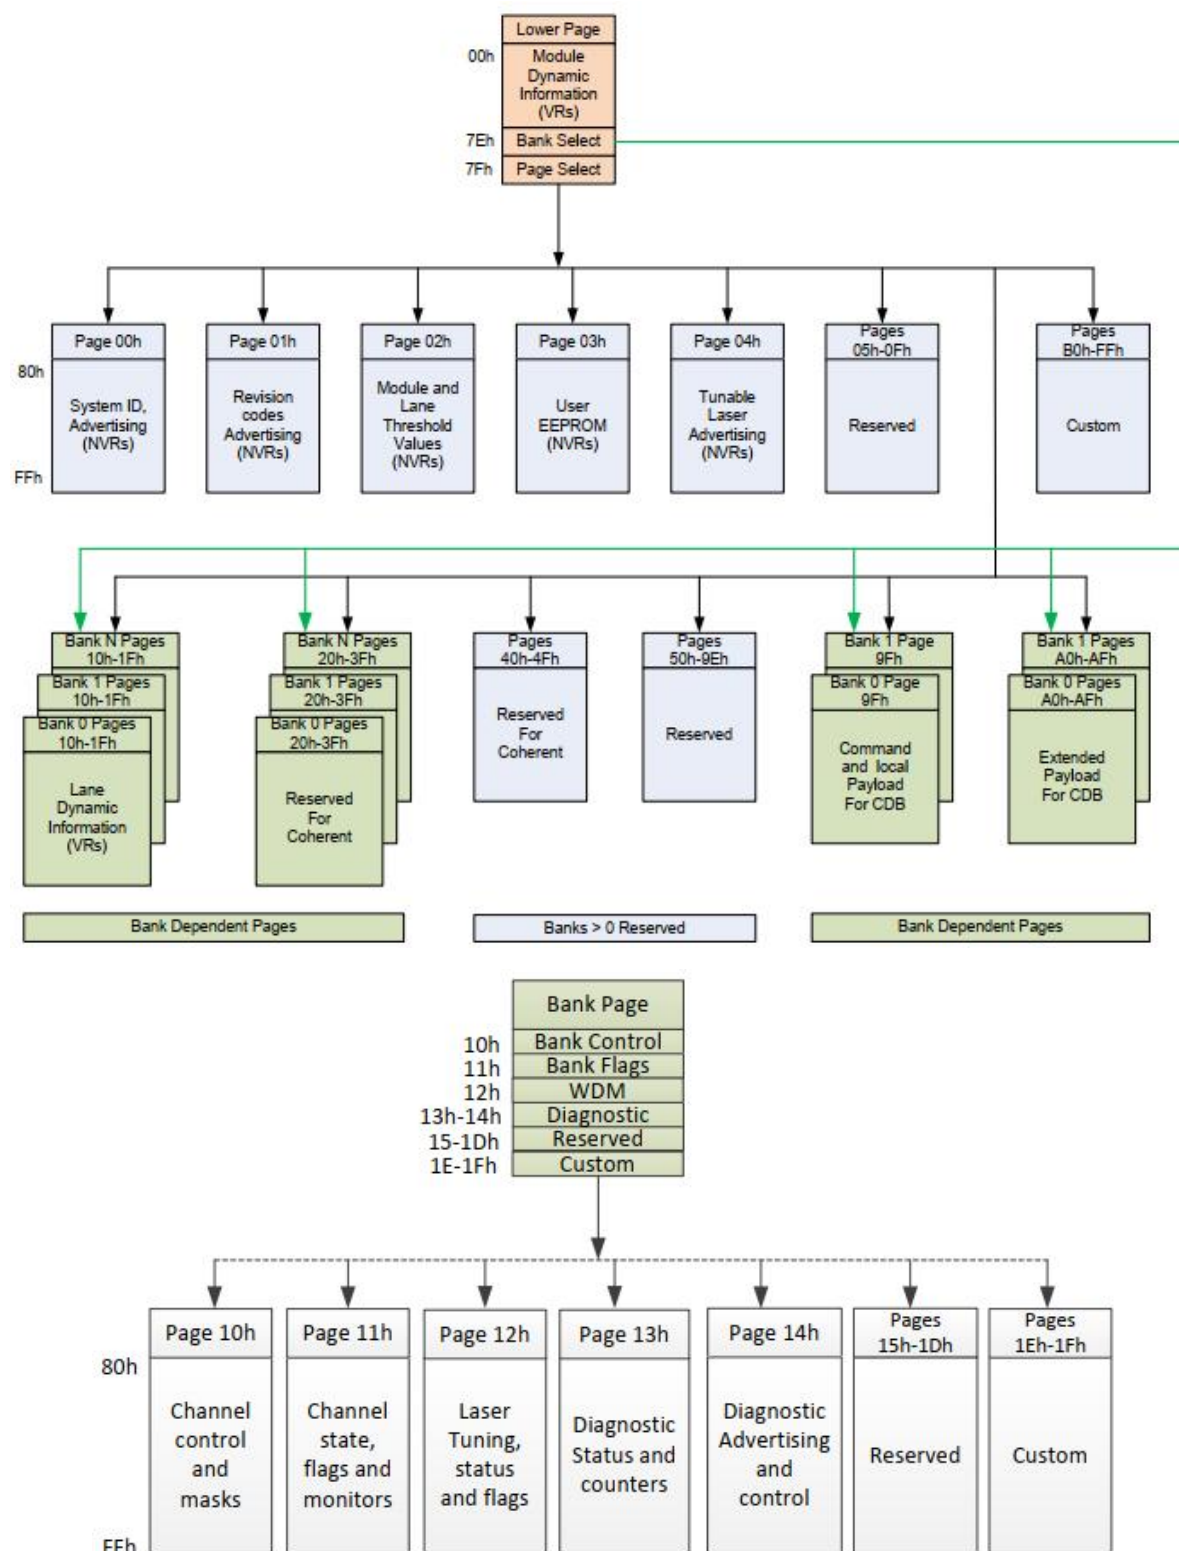 Lower Page
00h
Module
Dynamic
Information
(VRs)
7Eh
Bank Select
7Fh
Page Select
Page 00h
Page 01h
Page 02h
Page 03h
Page 04h
Pages
05h-0Fh
Pages
B0h-FFh
80h
System ID,
Advertising
(NVRs)
Revision
codes
Advertising
(NVRs)
Module and
Lane
Threshold
Values
(NVRs)
User
EEPROM
(NVRs)
Tunable
Laser
Advertising
(NVRs)
Reserved
Custom
FFh
Bank N Pages
10h-1Fh
Bank 1 Pages
10h-1Fh
Bank 0 Pages
10h-1Fh
Lane
Dynamic
Information
(VRs)
Bank N Pages
20h-3Fh
Bank 1 Pages
20h-3Fh
Bank 0 Pages
20h-3Fh
Reserved
For
Coherent
Pages
40h-4Fh
Reserved
For
Coherent
Pages
50h-9Eh
Reserved
Bank 1 Page
9Fh
Bank 0 Page
9Fh
Command
and local
Payload
For CDB
Bank 1 Pages
A0h-AFh
Bank 0 Pages
A0h-AFh
Extended
Payload
For CDB
Bank Dependent Pages
Banks > 0 Reserved
Bank Dependent Pages
Bank Page
10h
Bank Control
11h
Bank Flags
12h
WDM
13h-14h
Diagnostic
15-1Dh
Reserved
1E-1Fh
Custom
Page 10h
Page 11h
Page 12h
Page 13h
Page 14h
Pages
15h-1Dh
Pages
1Eh-1Fh
80h
Channel
control
and
masks
Channel
state,
flags and
monitors
Laser
Tuning,
status
and flags
Diagnostic
Status and
counters
Diagnostic
Advertising
and
control
Reserved
Custom
FFh